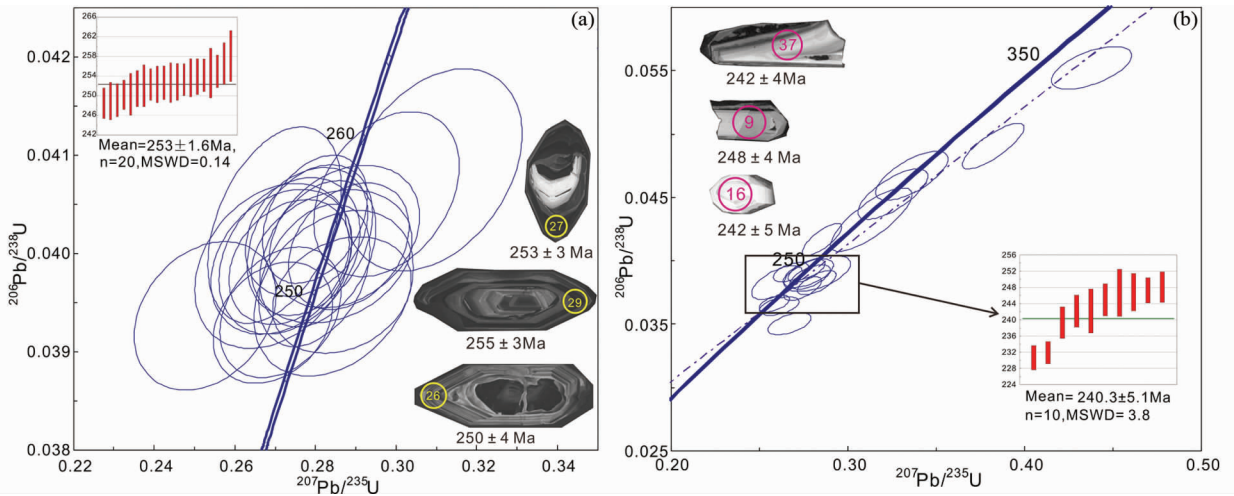 (a)
0.042
0.041
0.040
0.039
0.038
²⁰⁶Pb/²³⁸U
0.22
0.24
0.26
0.28
0.30
0.32
0.34
²⁰⁷Pb/²³⁵U
266
262
258
254
250
246
242
Mean=253±1.6Ma,
n=20,MSWD=0.14
260
250
27
253 ± 3 Ma
29
255 ± 3Ma
26
250 ± 4 Ma
(b)
0.055
0.045
0.035
0.025
²⁰⁶Pb/²³⁸U
0.20
0.30
0.40
0.50
²⁰⁷Pb/²³⁵U
37
242 ± 4Ma
9
248 ± 4 Ma
16
242 ± 5 Ma
350
250
256
252
248
244
240
236
232
228
224
Mean= 240.3±5.1Ma
n=10,MSWD= 3.8